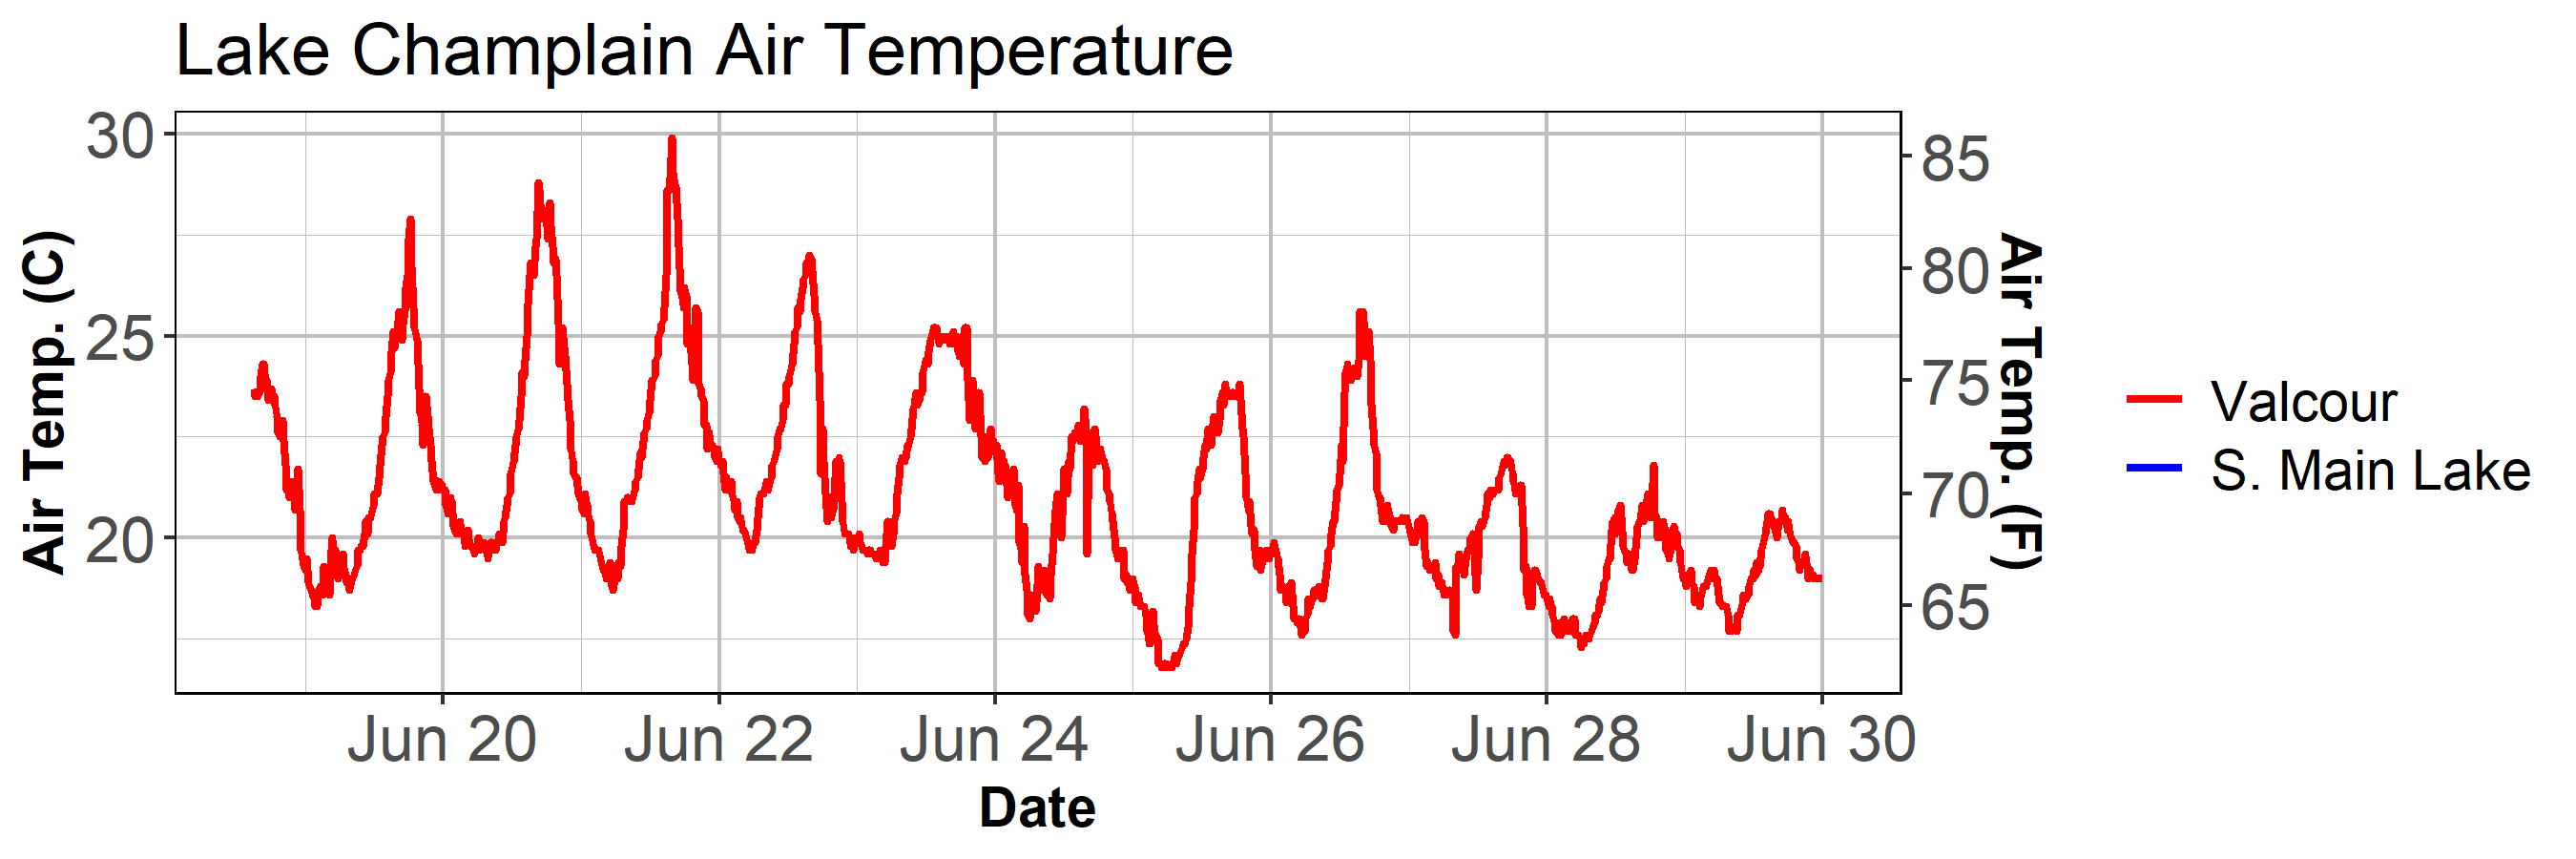 Lake Champlain Air Temperature
30
25
20
Air Temp. (C)
85
80
75
70
65
Air Temp. (F)
Jun 20 Jun 22 Jun 24 Jun 26 Jun 28 Jun 30
Date
Valcour
S. Main Lake